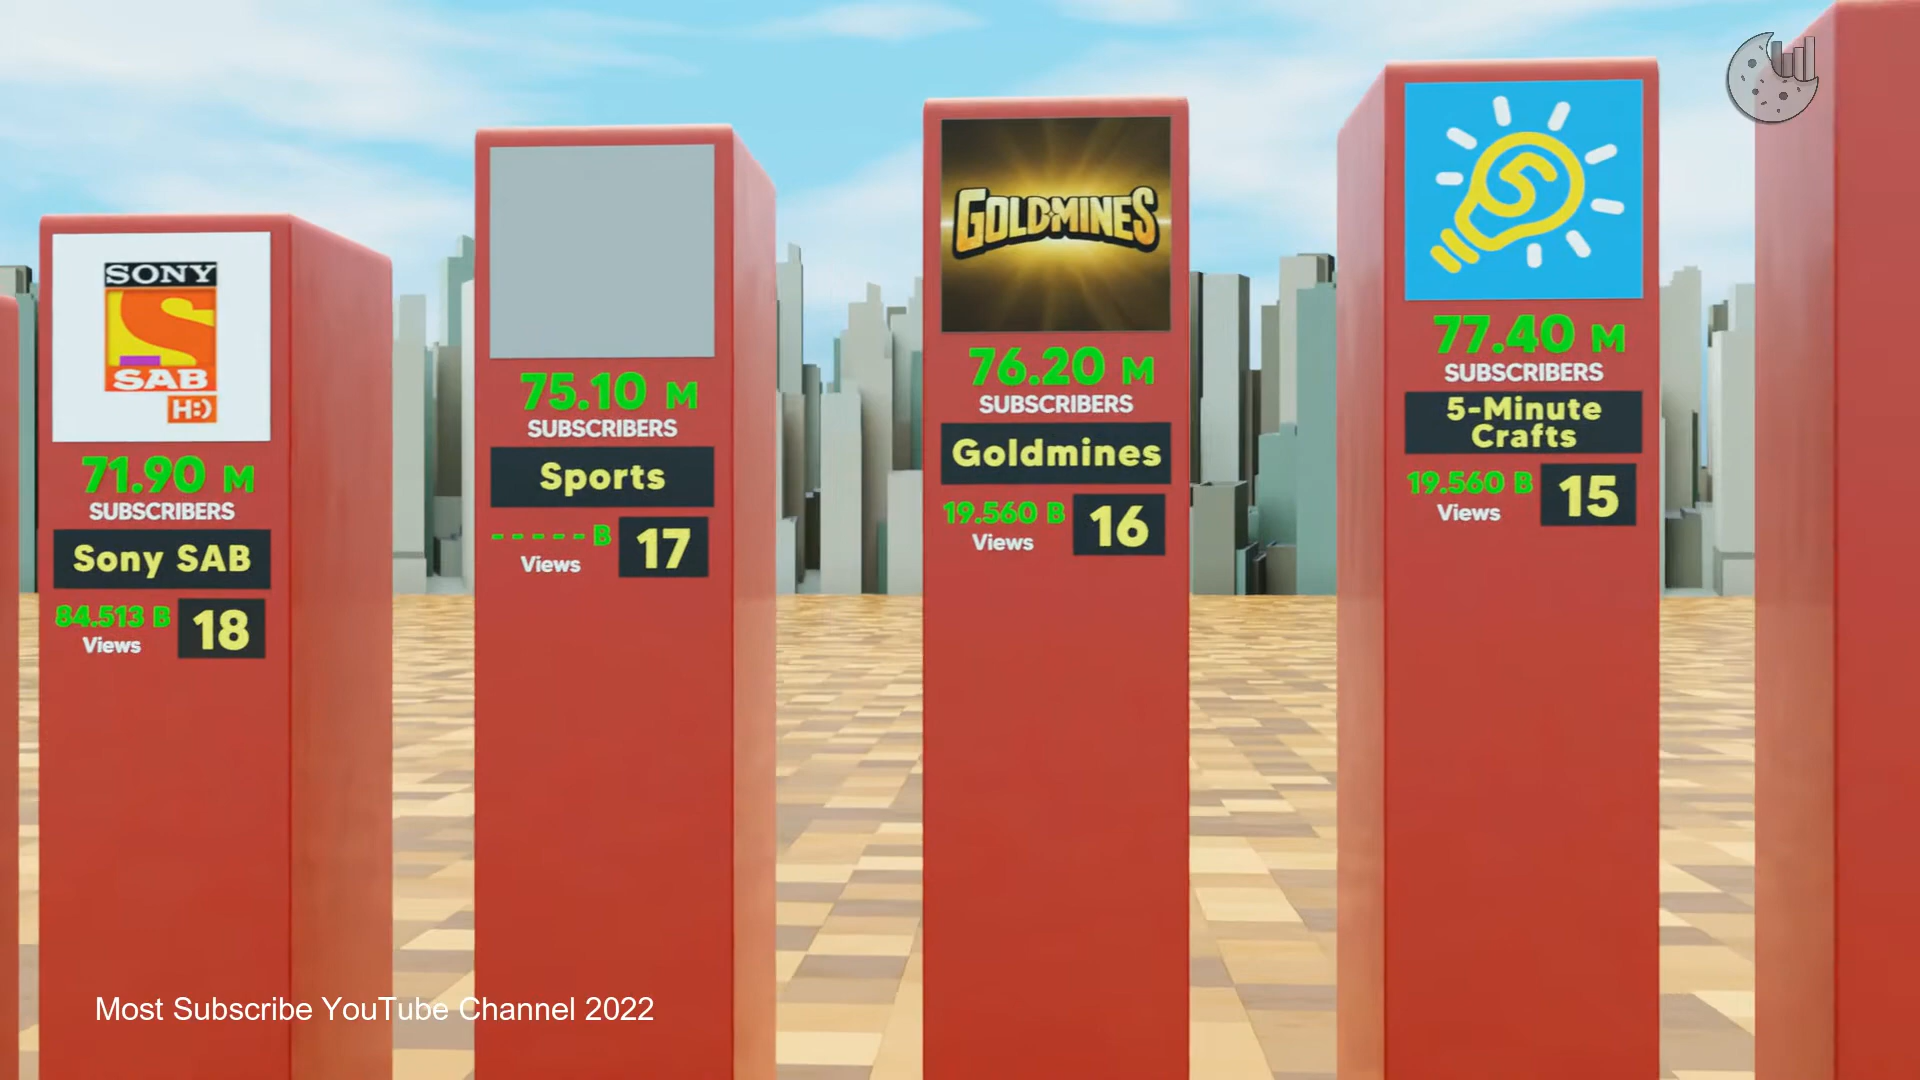 SONY
SAB
H:)
71.90 M
SUBSCRIBERS
Sony SAB
84.513 B
Views
18
75.10 M
SUBSCRIBERS
Sports
-----B
Views
17
GOLDMINES
76.20 M
SUBSCRIBERS
Goldmines
19.560 B
Views
16
5
77.40 M
SUBSCRIBERS
5-Minute
Crafts
19.560 B
Views
15
Most Subscribe YouTube Channel 2022